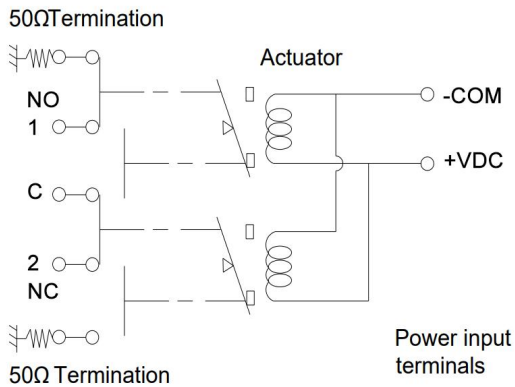 50ΩTermination
Actuator
NO
-COM
1
+VDC
C
2
NC
Power input
terminals
50Ω Termination